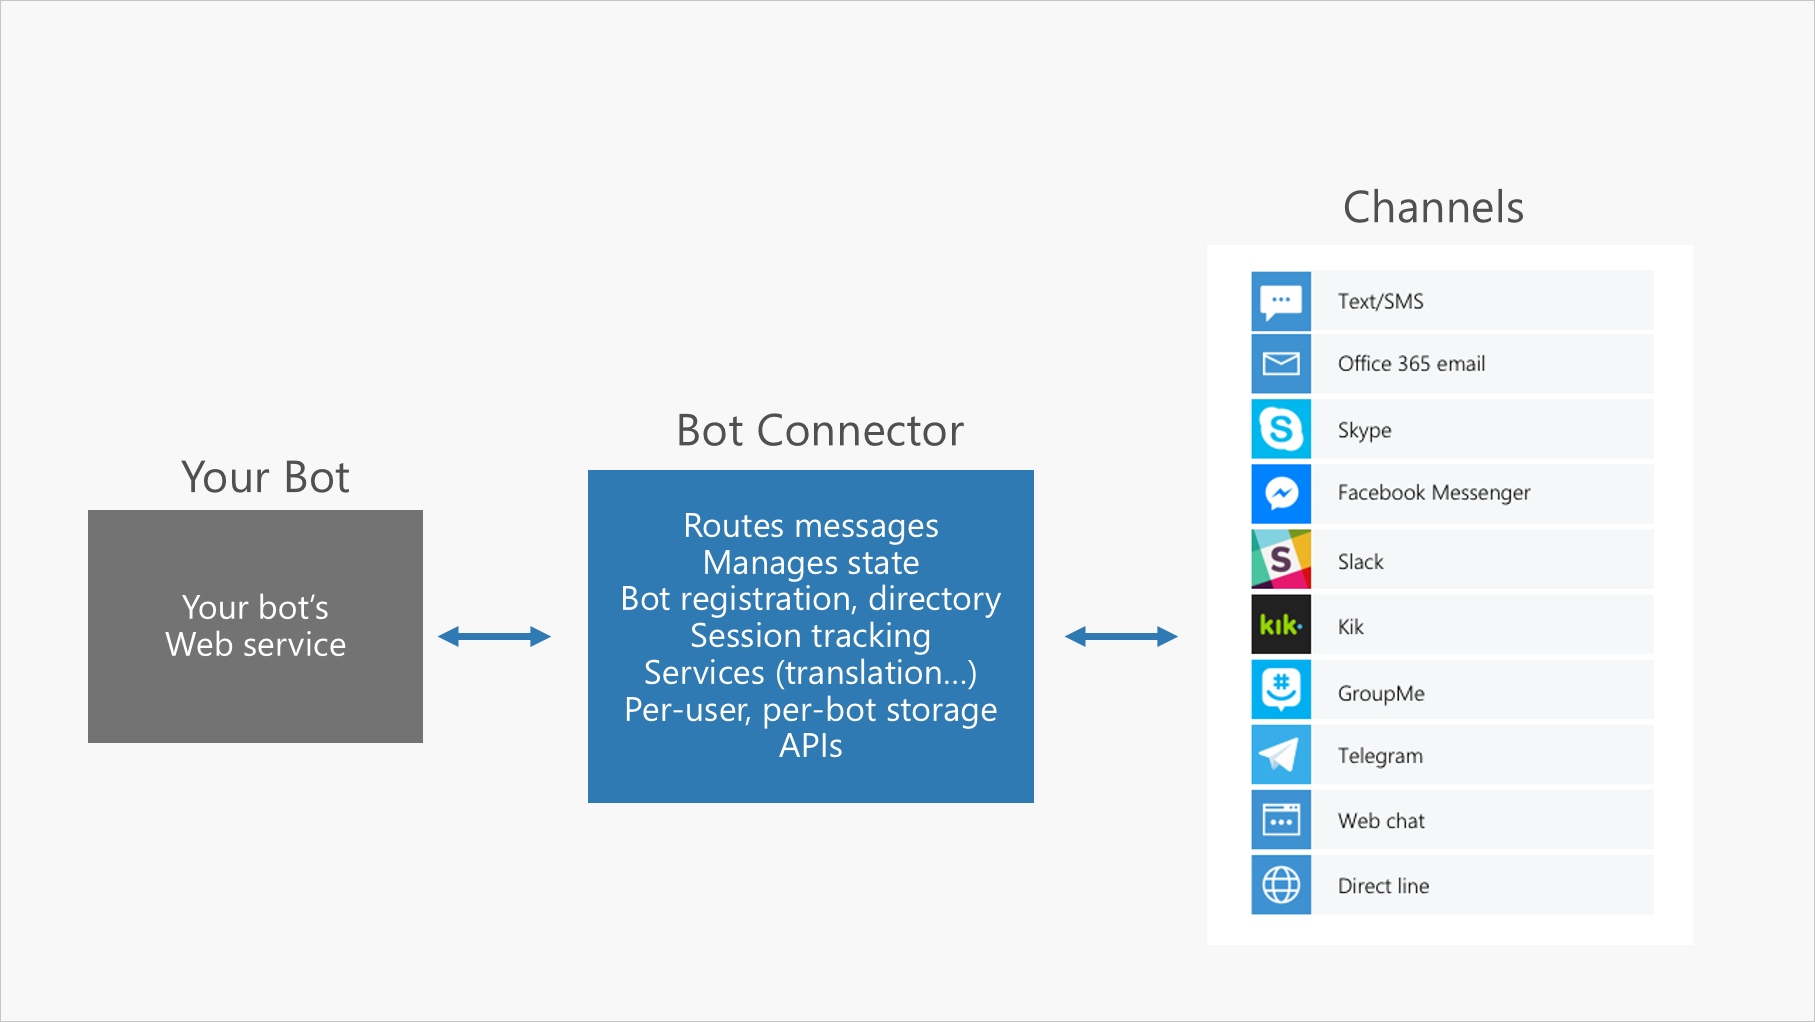 Channels
Text/SMS
Office 365 email
Skype
Facebook Messenger
Slack
kik.
Kik
GroupMe
Telegram
Web chat
Direct line
Bot Connector
Routes messages
Manages state
Bot registration, directory
Session tracking
Services (translation...)
Per-user, per-bot storage
APIs
Your Bot
Your bot‘s
Web service